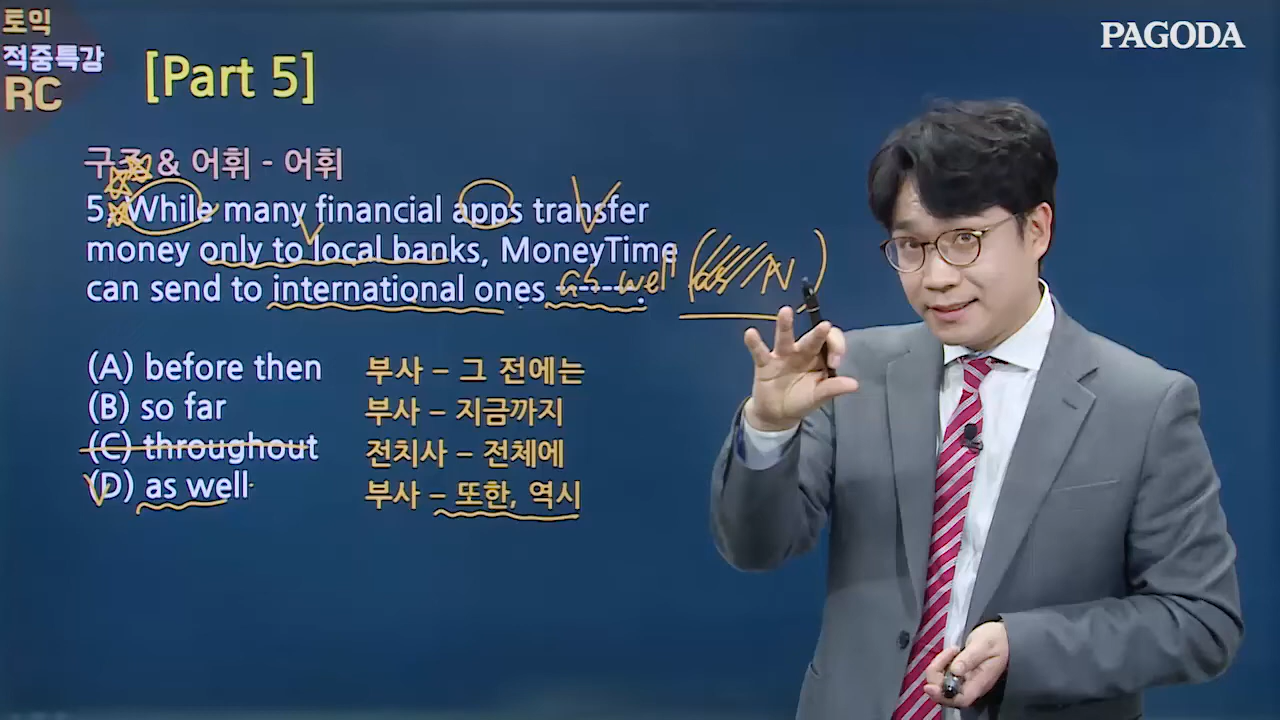 토익
적중특강
RC
PAGODA
[Part 5]
구조 & 어휘 - 어휘
5. While many financial apps transfer
money only to local banks, MoneyTime
can send to international ones -------.
as well (as N)
(A) before then 부사 – 그 전에는
(B) so far 부사 – 지금까지
(C) throughout 전치사 – 전체에
(D) as well 부사 – 또한, 역시